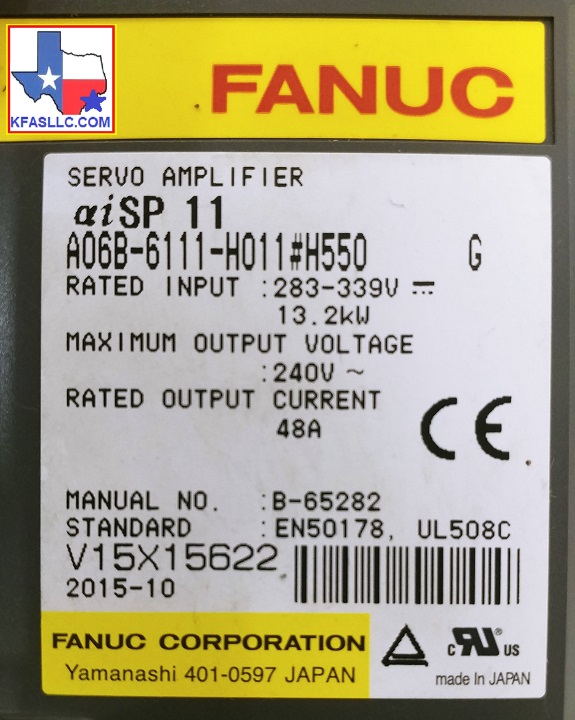 KFASLLC.COM
FANUC
SERVO AMPLIFIER
αiSP 11
A06B-6111-H011#H550 G
RATED INPUT :283-339V ⎓
13.2kW
MAXIMUM OUTPUT VOLTAGE
:240V ~
RATED OUTPUT CURRENT
48A
CE
MANUAL NO. :B-65282
STANDARD :EN50178, UL508C
V15X15622
2015-10
FANUC CORPORATION
Yamanashi 401-0597 JAPAN
c RU ® US
made In JAPAN